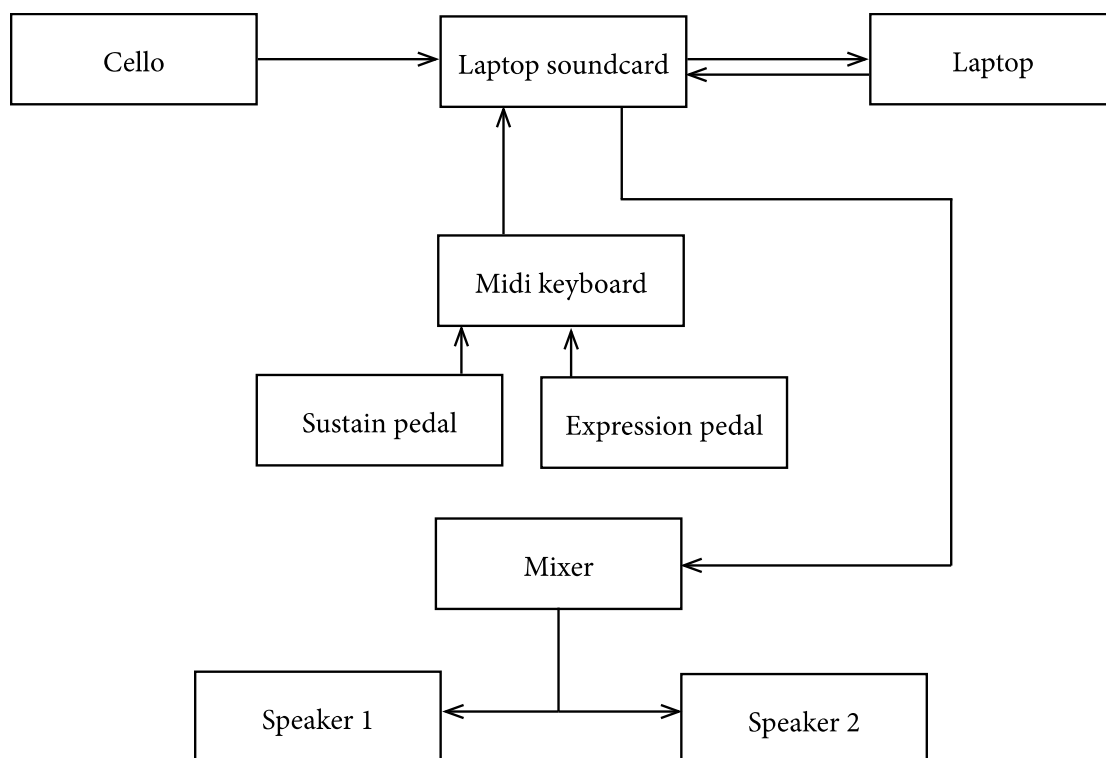 Cello
Laptop soundcard
Laptop
Midi keyboard
Sustain pedal
Expression pedal
Mixer
Speaker 1
Speaker 2